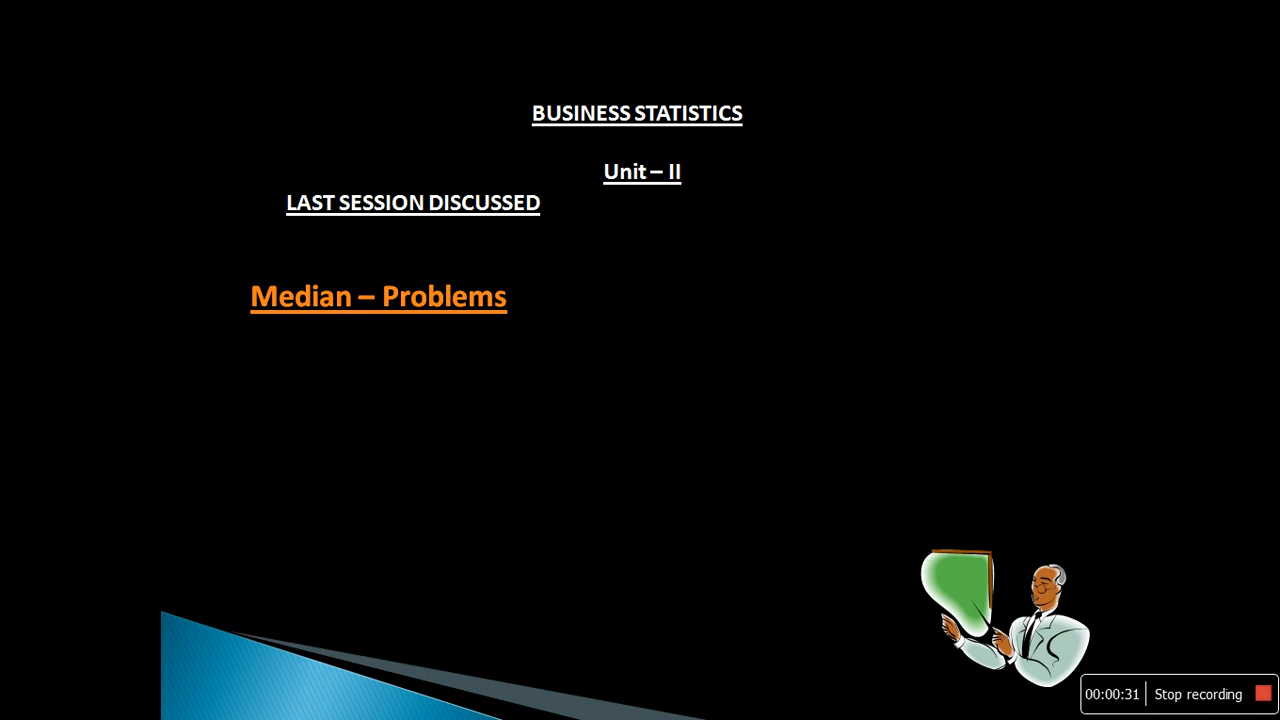 BUSINESS STATISTICS
Unit – II
LAST SESSION DISCUSSED
Median – Problems
00:00:31 Stop recording